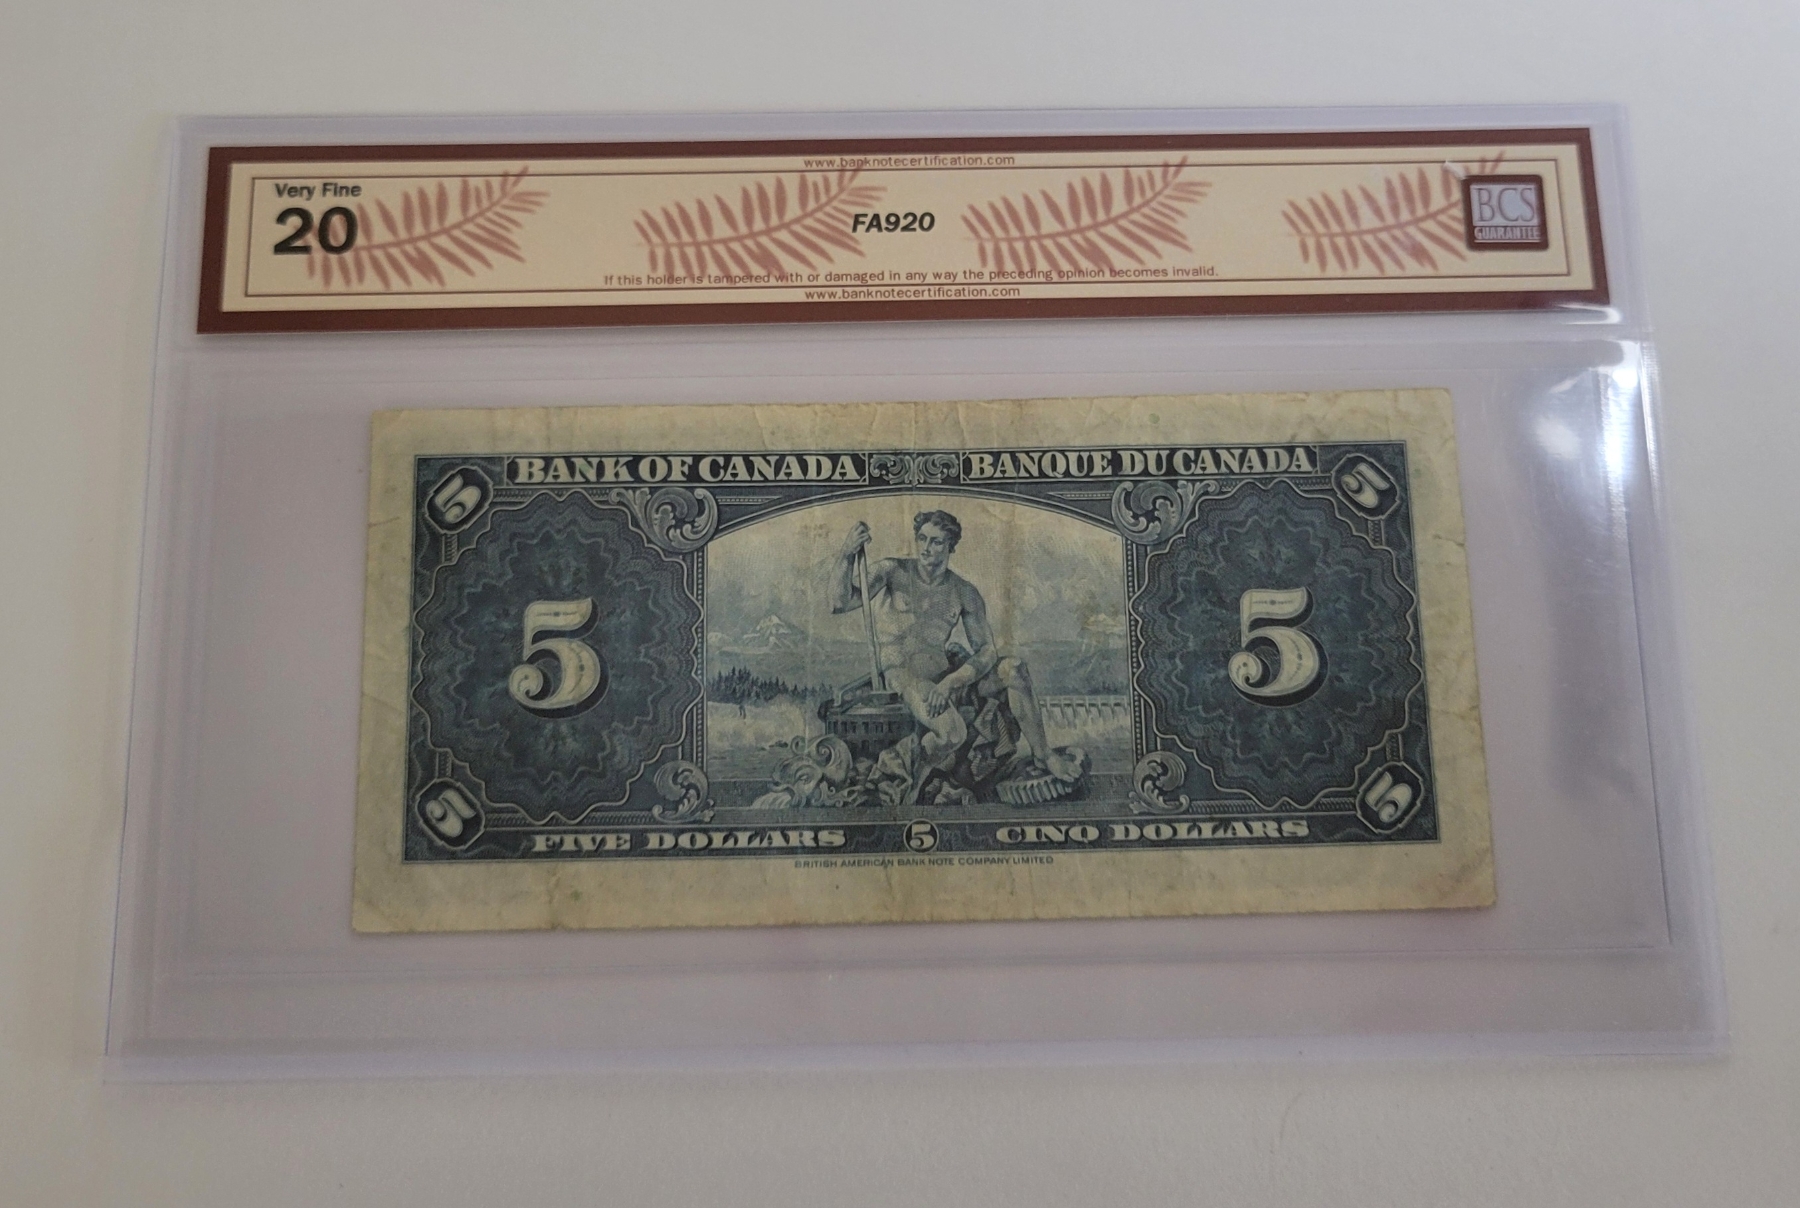 www.banknotecertification.com
Very Fine
20
FA920
BCS
GUARANTEE
If this holder is tampered with or damaged in any way the preceding opinion becomes invalid.
www.banknotecertification.com
5 BANK OF CANADA BANQUE DU CANADA 5
5 5
5 FIVE DOLLARS 5 CINQ DOLLARS 5
BRITISH AMERICAN BANK NOTE COMPANY LIMITED